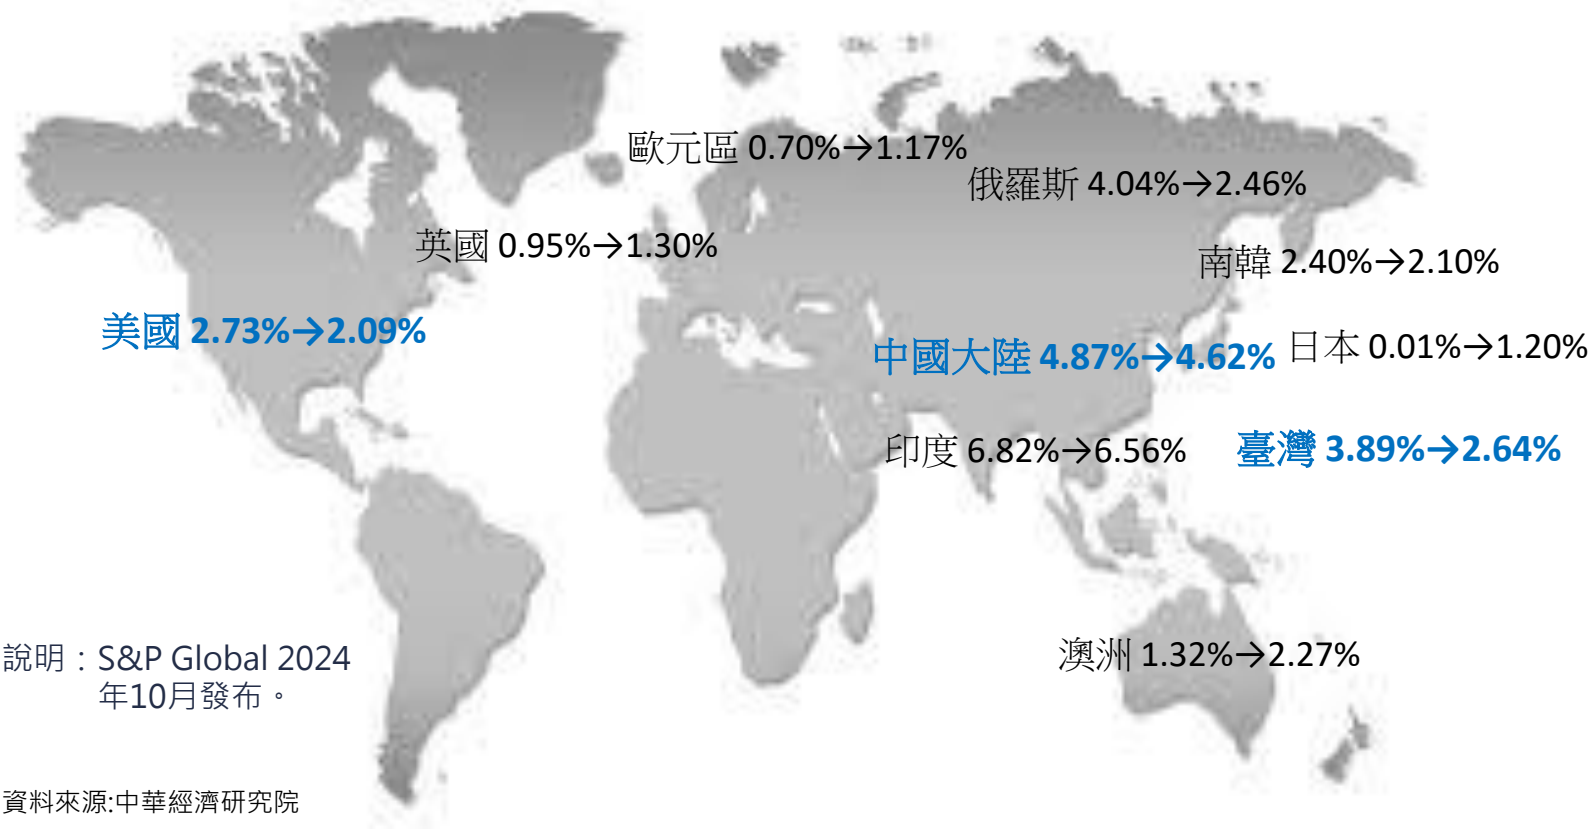 歐元區 0.70%→1.17%
俄羅斯 4.04%→2.46%
英國 0.95%→1.30%
南韓 2.40%→2.10%
美國 2.73%→2.09%
中國大陸 4.87%→4.62%
日本 0.01%→1.20%
印度 6.82%→6.56%
臺灣 3.89%→2.64%
澳洲 1.32%→2.27%
說明：S&P Global 2024
年10月發布。
資料來源:中華經濟研究院